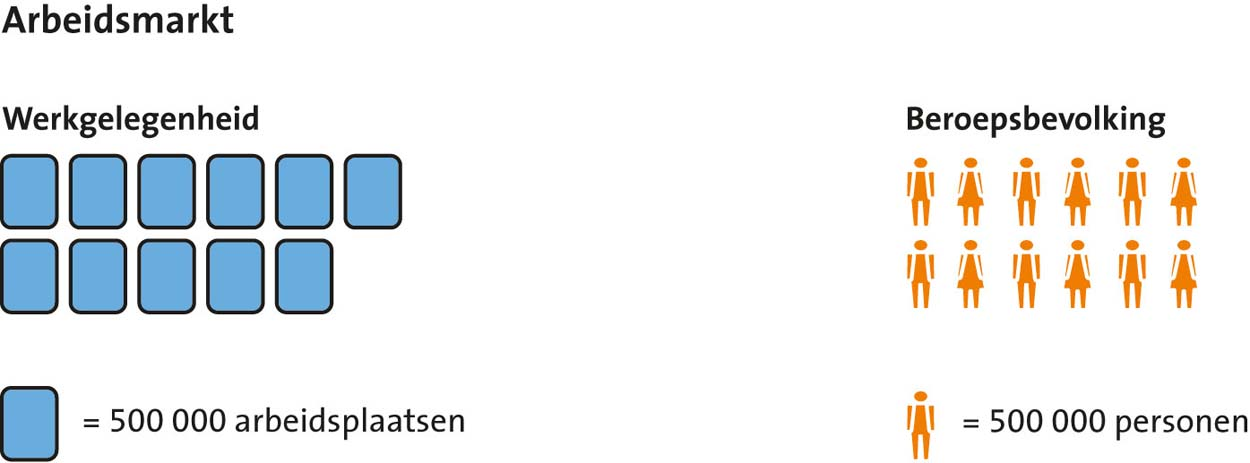 Arbeidsmarkt
Werkgelegenheid
Beroepsbevolking
= 500 000 arbeidsplaatsen
= 500 000 personen